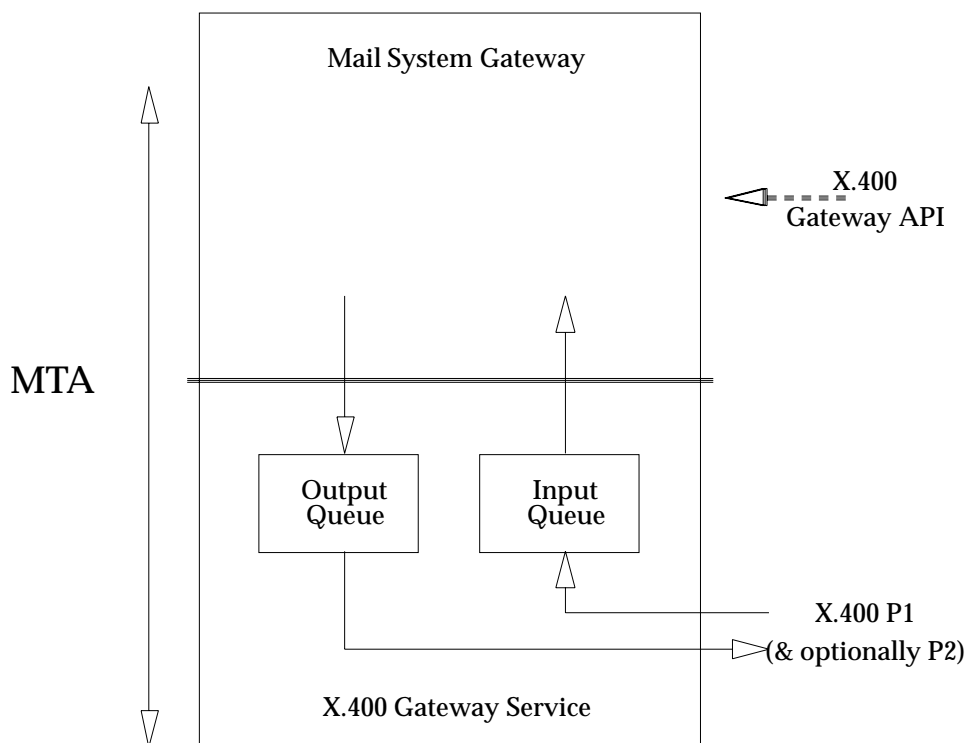 Mail System Gateway
X.400
Gateway API
MTA
Output
Queue
Input
Queue
X.400 P1
(& optionally P2)
X.400 Gateway Service